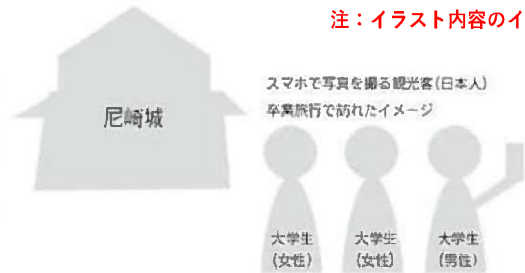 注：イラスト内容のイ
スマホで写真を撮る観光客(日本人)
卒業旅行で訪れたイメージ
尼崎城
大学生
(女性)
大学生
(女性)
大学生
(男性)